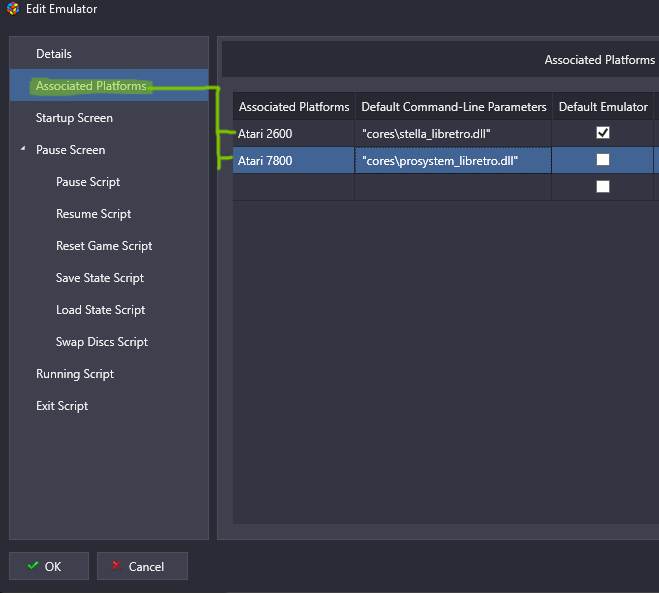 Edit Emulator
Details
Associated Platforms
Startup Screen
Pause Screen
Pause Script
Resume Script
Reset Game Script
Save State Script
Load State Script
Swap Discs Script
Running Script
Exit Script
Associated Platforms
Associated Platforms Default Command-Line Parameters Default Emulator
Atari 2600 "cores\stella_libretro.dll"
Atari 7800 "cores\prosystem_libretro.dll"
OK Cancel